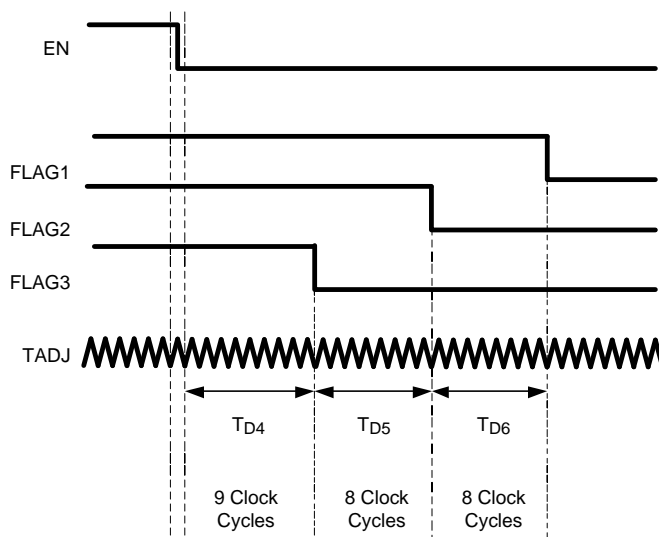 EN
FLAG1
FLAG2
FLAG3
TADJ
TD4 TD5 TD6
9 Clock 8 Clock 8 Clock
Cycles Cycles Cycles